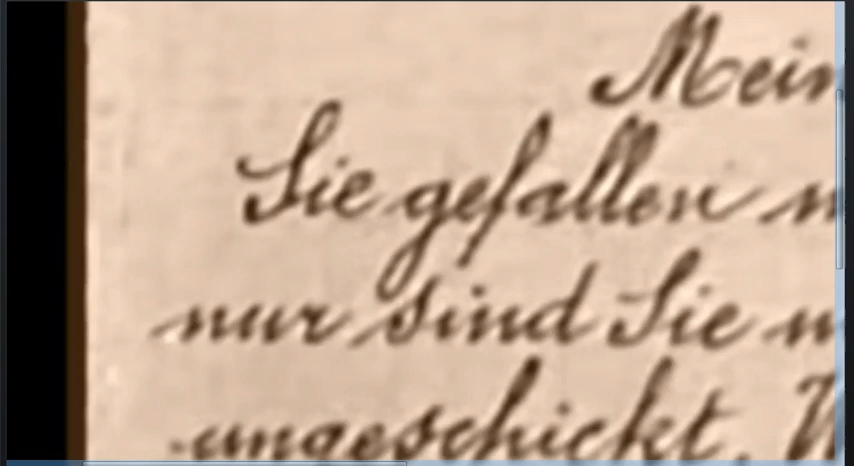 Mein
Sie gefallen
nur sind Sie
ungeschickt.